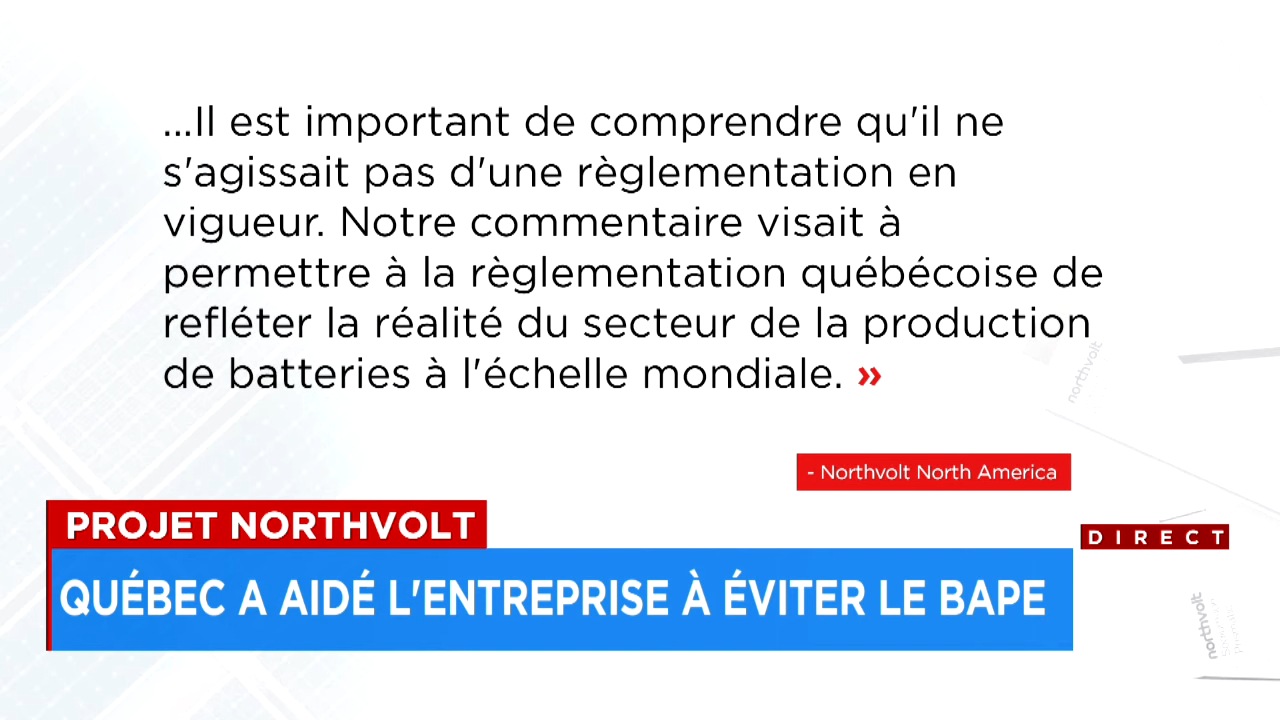 ...Il est important de comprendre qu'il ne
s'agissait pas d'une règlementation en
vigueur. Notre commentaire visait à
permettre à la règlementation québécoise de
refléter la réalité du secteur de la production
de batteries à l'échelle mondiale. »
northvolt
- Northvolt North America
PROJET NORTHVOLT
DIRECT
QUÉBEC A AIDÉ L'ENTREPRISE À ÉVITER LE BAPE
northvolt